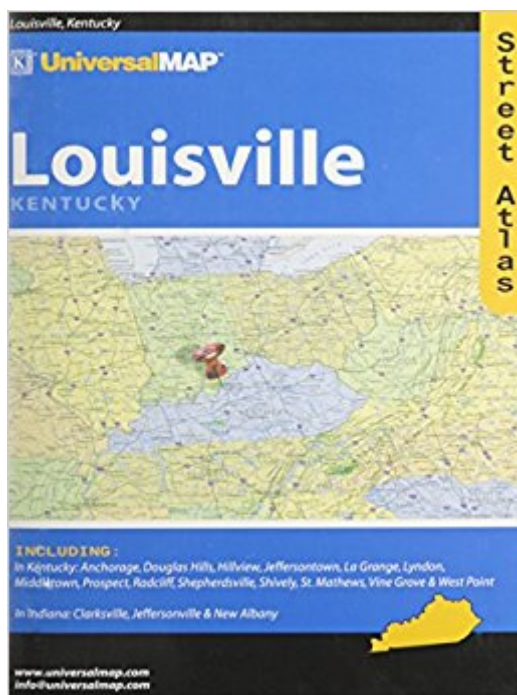 Louisville, Kentucky
K UniversalMAP™
Street Atlas
Louisville
KENTUCKY
INCLUDING:
In Kentucky: Anchorage, Douglas Hills, Hillview, Jeffersontown, La Grange, Lyndon,
Middletown, Prospect, Radcliff, Shepherdsville, Shively, St. Mathews, Vine Grove & West Point
In Indiana: Clarksville, Jeffersonville & New Albany
www.universalmap.com
info@universalmap.com